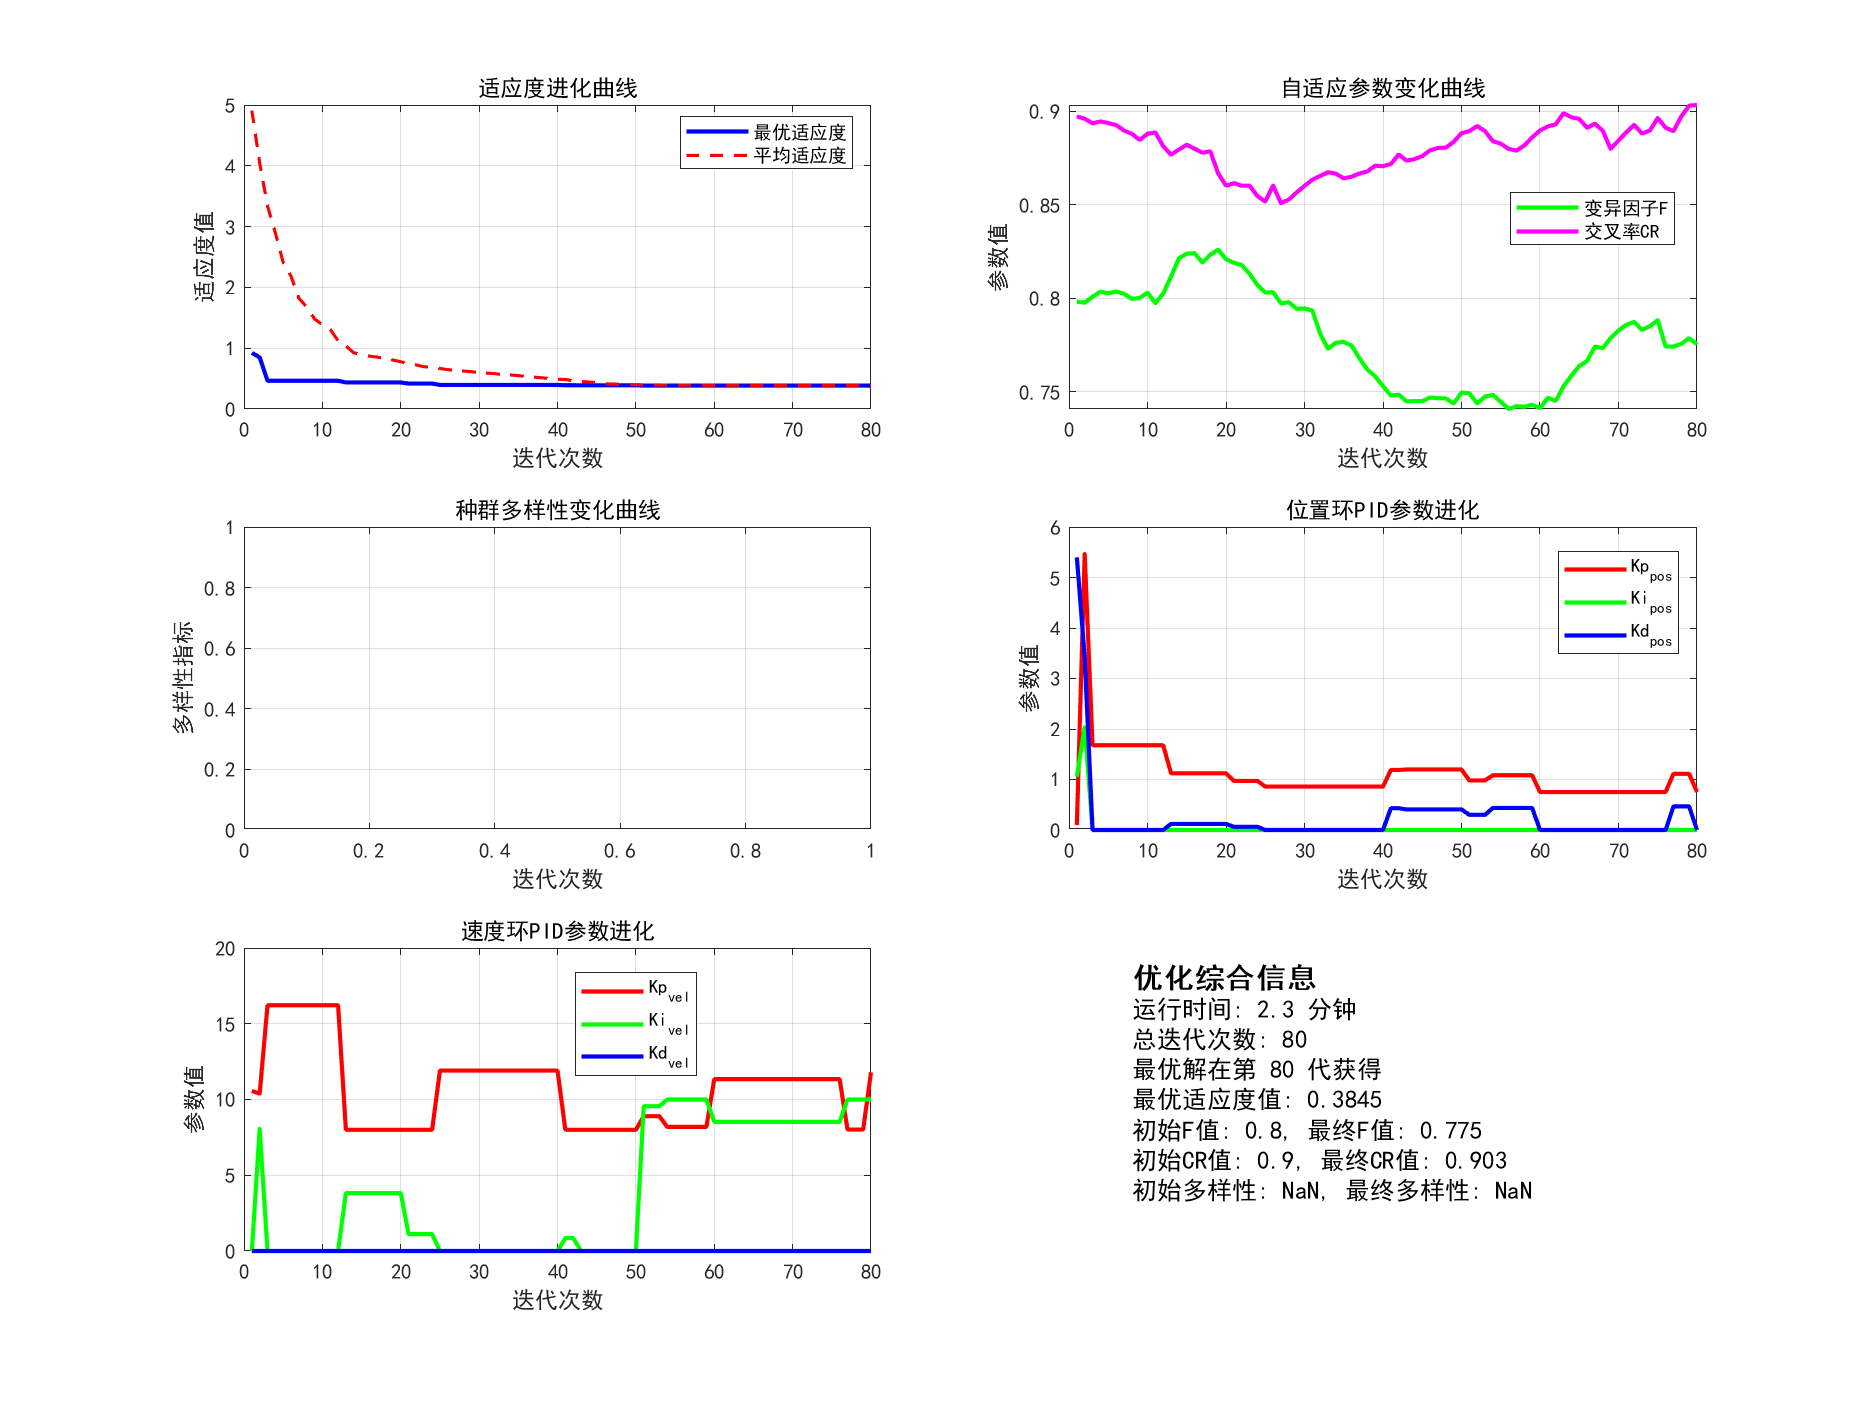 适应度进化曲线
5
4
3
2
1
0
适应度值
最优适应度
平均适应度
0 10 20 30 40 50 60 70 80
迭代次数
自适应参数变化曲线
0.9
0.85
0.8
0.75
参数值
变异因子F
交叉率CR
0 10 20 30 40 50 60 70 80
迭代次数
种群多样性变化曲线
1
0.8
0.6
0.4
0.2
0
多样性指标
0 0.2 0.4 0.6 0.8 1
迭代次数
位置环PID参数进化
6
5
4
3
2
1
0
参数值
Kp_pos
Ki_pos
Kd_pos
0 10 20 30 40 50 60 70 80
迭代次数
速度环PID参数进化
20
15
10
5
0
参数值
Kp_vel
Ki_vel
Kd_vel
0 10 20 30 40 50 60 70 80
迭代次数
优化综合信息
运行时间: 2.3 分钟
总迭代次数: 80
最优解在第 80 代获得
最优适应度值: 0.3845
初始F值: 0.8, 最终F值: 0.775
初始CR值: 0.9, 最终CR值: 0.903
初始多样性: NaN, 最终多样性: NaN